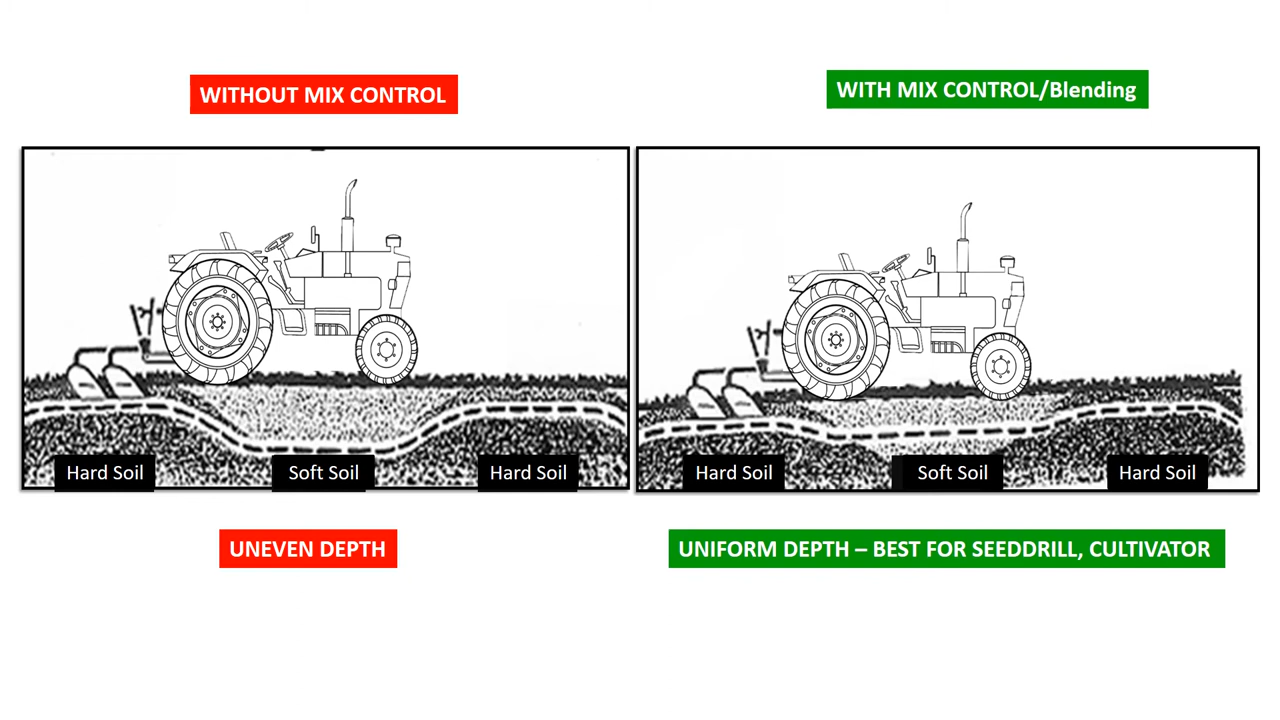 WITHOUT MIX CONTROL
WITH MIX CONTROL/Blending
Hard Soil
Soft Soil
Hard Soil
Hard Soil
Soft Soil
Hard Soil
UNEVEN DEPTH
UNIFORM DEPTH – BEST FOR SEEDDRILL, CULTIVATOR